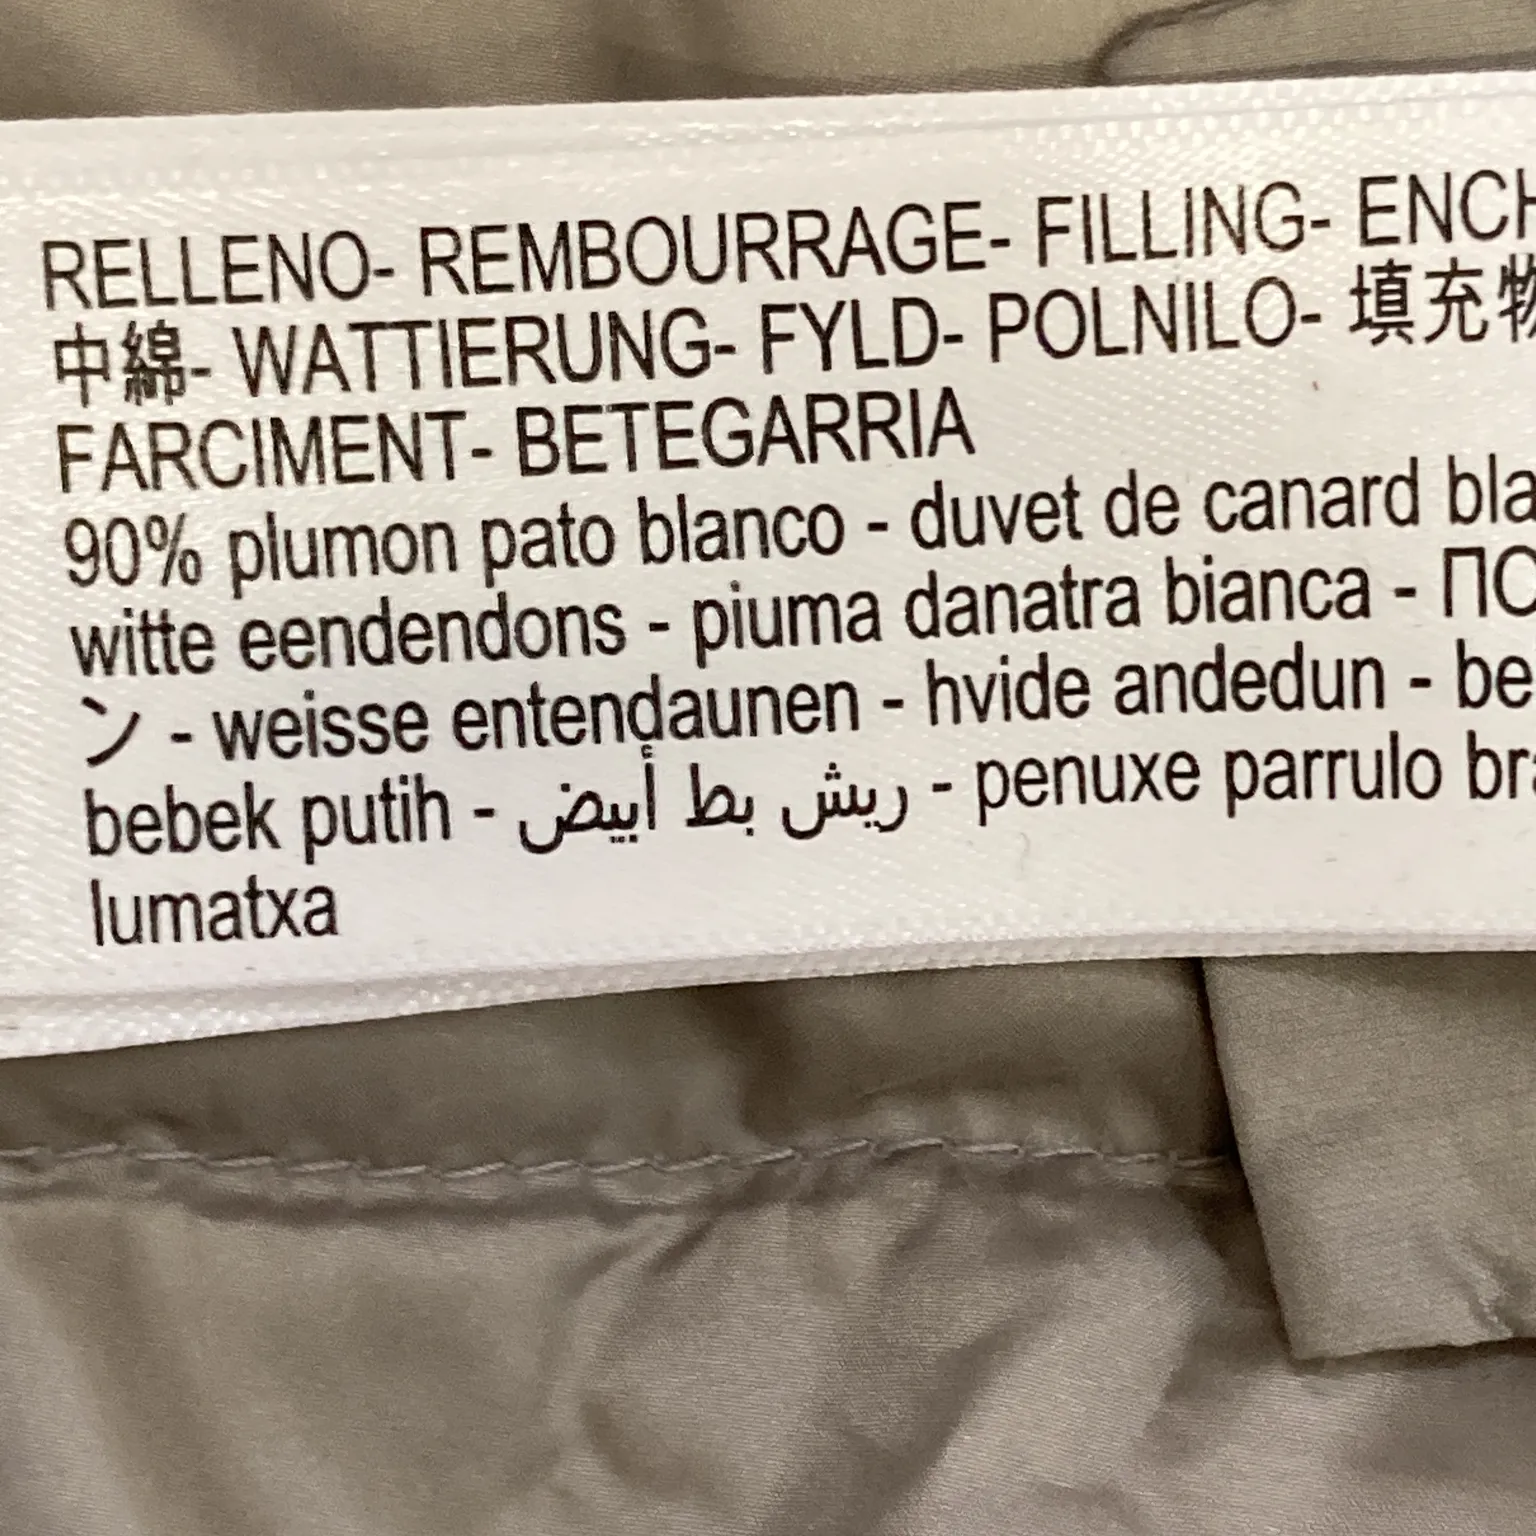 RELLENO- REMBOURRAGE- FILLING- ENCH
中綿- WATTIERUNG- FYLD- POLNILO- 填充物
FARCIMENT- BETEGARRIA
90% plumon pato blanco - duvet de canard bla
witte eendendons - piuma danatra bianca - ПС
ン - weisse entendaunen - hvide andedun - be
bebek putih - ريش بط أبيض - penuxe parrulo bra
lumatxa